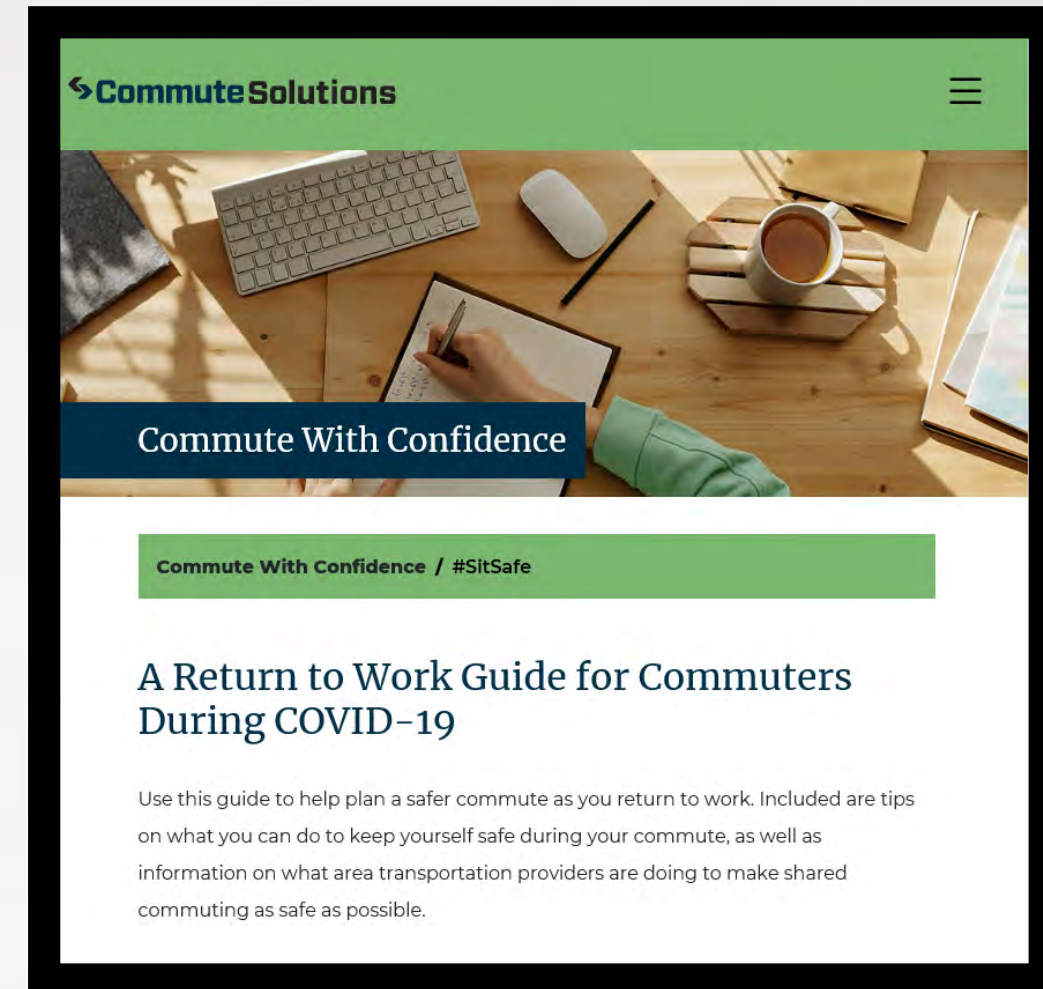 CommuteSolutions
Commute With Confidence
Commute With Confidence / #SitSafe
A Return to Work Guide for Commuters
During COVID-19
Use this guide to help plan a safer commute as you return to work. Included are tips
on what you can do to keep yourself safe during your commute, as well as
information on what area transportation providers are doing to make shared
commuting as safe as possible.